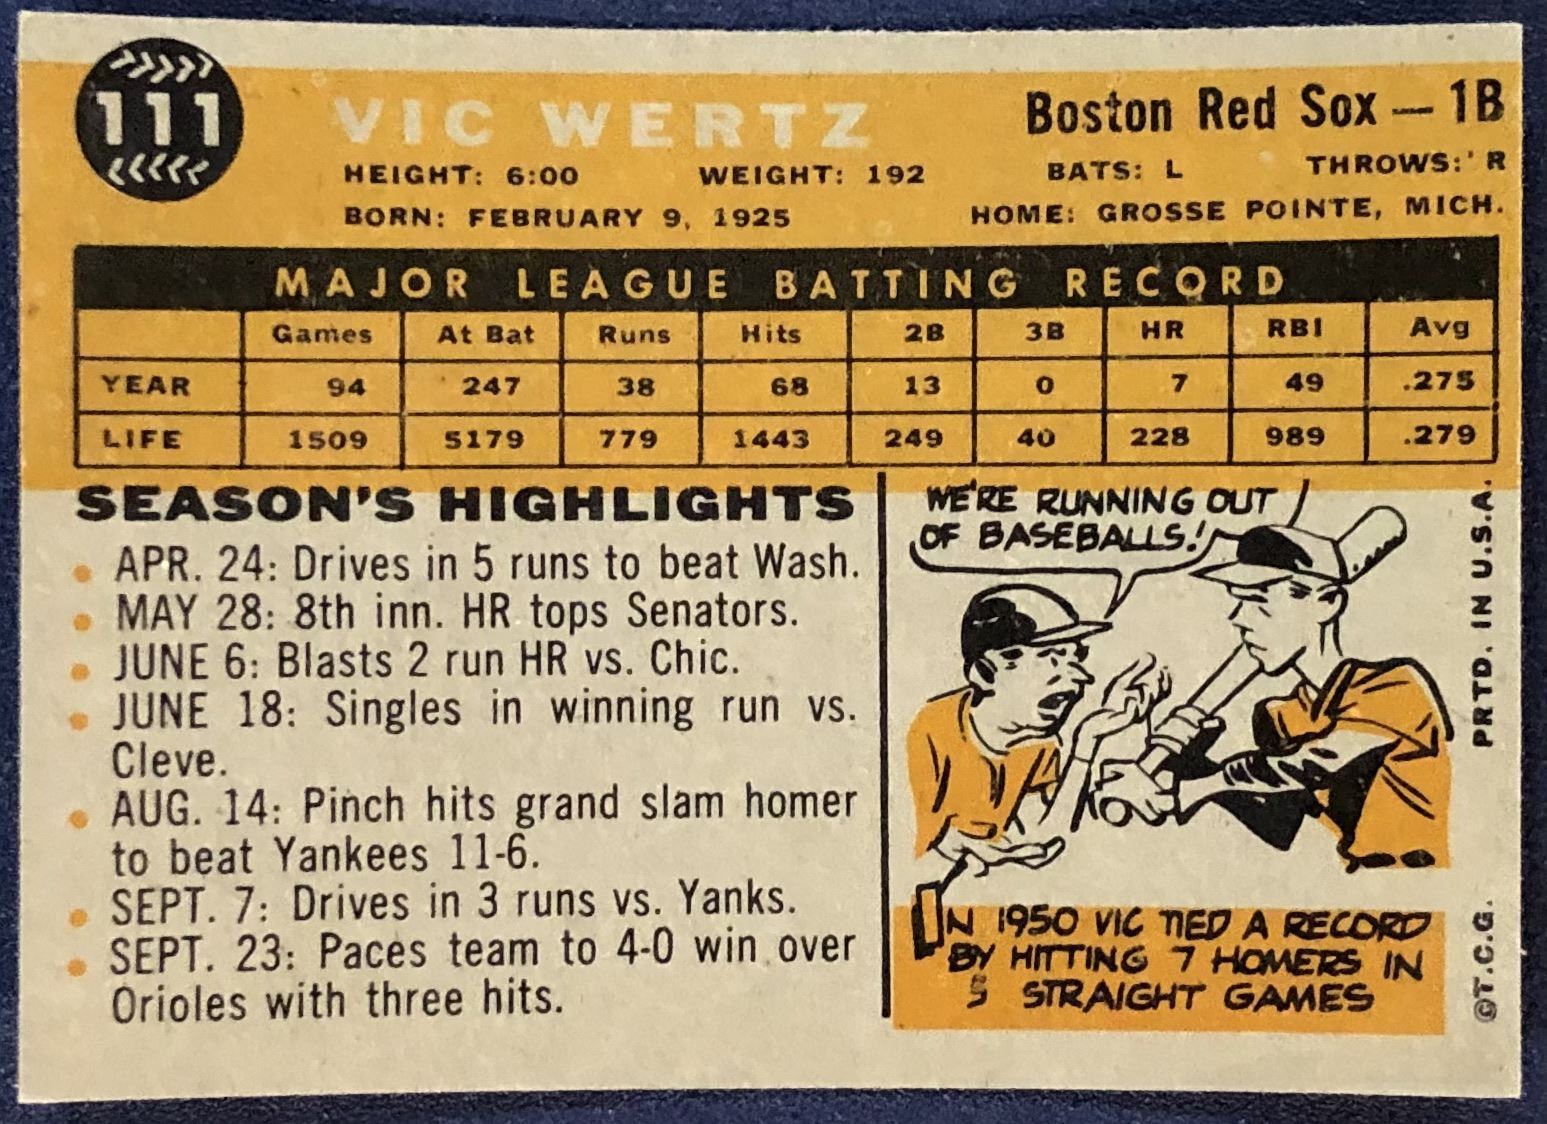 111
VIC WERTZ
Boston Red Sox — 1B
HEIGHT: 6:00 WEIGHT: 192 BATS: L THROWS: R
BORN: FEBRUARY 9, 1925 HOME: GROSSE POINTE, MICH.
MAJOR LEAGUE BATTING RECORD
Games At Bat Runs Hits 2B 3B HR RBI Avg
YEAR 94 247 38 68 13 0 7 49 .275
LIFE 1509 5179 779 1443 249 40 228 989 .279
SEASON'S HIGHLIGHTS
• APR. 24: Drives in 5 runs to beat Wash.
• MAY 28: 8th inn. HR tops Senators.
• JUNE 6: Blasts 2 run HR vs. Chic.
• JUNE 18: Singles in winning run vs.
Cleve.
• AUG. 14: Pinch hits grand slam homer
to beat Yankees 11-6.
• SEPT. 7: Drives in 3 runs vs. Yanks.
• SEPT. 23: Paces team to 4-0 win over
Orioles with three hits.
WE'RE RUNNING OUT
OF BASEBALLS!
IN 1950 VIC TIED A RECORD
BY HITTING 7 HOMERS IN
5 STRAIGHT GAMES
©T.C.G. PRTD. IN U.S.A.